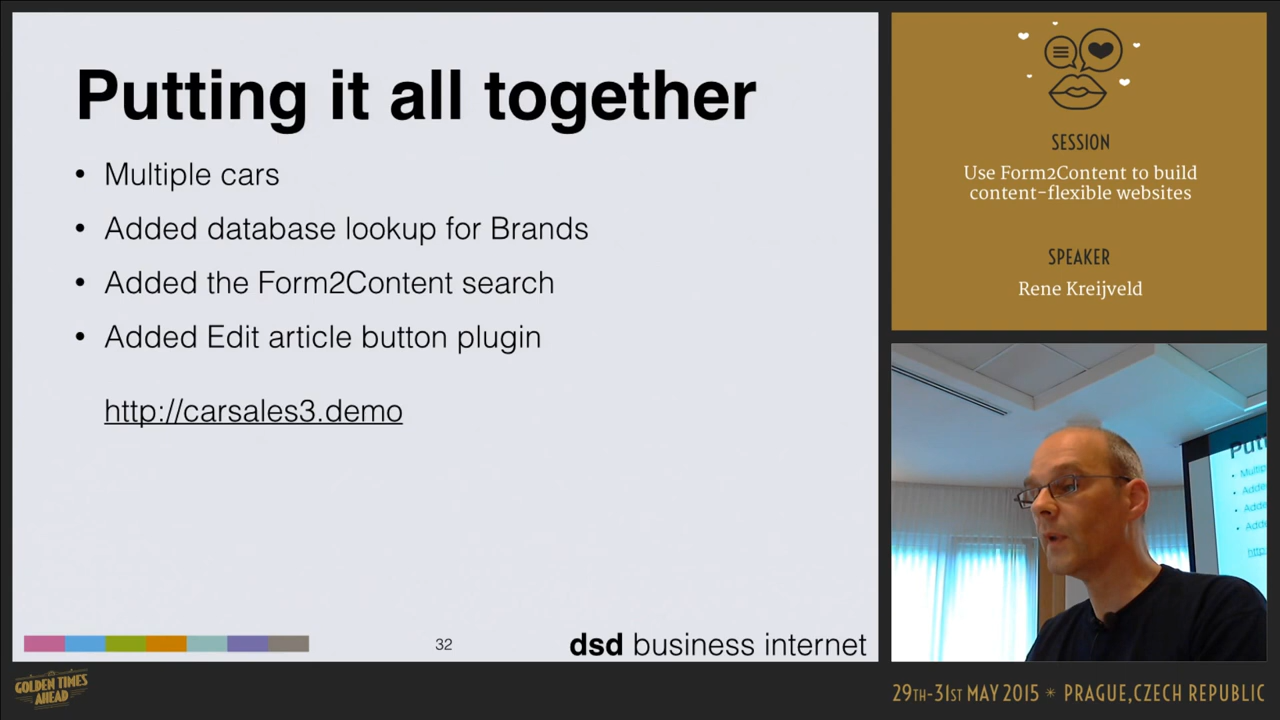 Putting it all together
• Multiple cars
• Added database lookup for Brands
• Added the Form2Content search
• Added Edit article button plugin
http://carsales3.demo
32
dsd business internet
SESSION
Use Form2Content to build
content-flexible websites
SPEAKER
Rene Kreijveld
GOLDEN TIMES
AHEAD
29TH-31ST MAY 2015 * PRAGUE, CZECH REPUBLIC